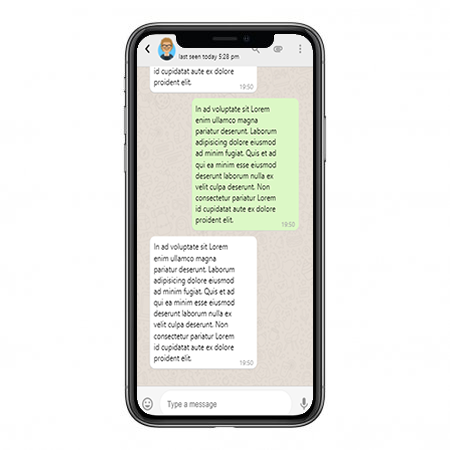 last seen today 5:28 pm
id cupidatat aute ex dolore
proident elit.
19:50
In ad voluptate sit Lorem
enim ullamco magna
pariatur deserunt. Laborum
adipisicing dolore eiusmod
ad minim fugiat. Quis et ad
qui ea minim esse eiusmod
deserunt laborum nulla ex
velit culpa deserunt. Non
consectetur pariatur Lorem
id cupidatat aute ex dolore
proident elit.
19:50
In ad voluptate sit Lorem
enim ullamco magna
pariatur deserunt. Laborum
adipisicing dolore eiusmod
ad minim fugiat. Quis et ad
qui ea minim esse eiusmod
deserunt laborum nulla ex
velit culpa deserunt. Non
consectetur pariatur Lorem
id cupidatat aute ex dolore
proident elit.
19:50
Type a message